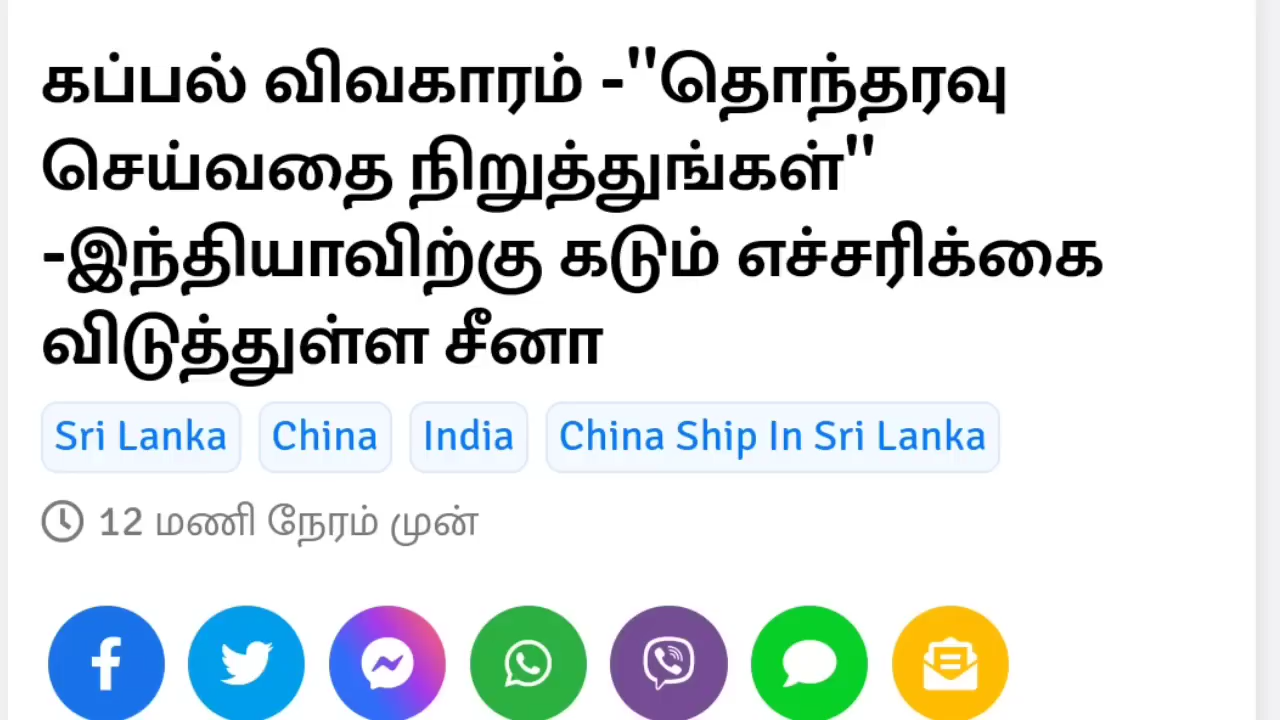 கப்பல் விவகாரம் -"தொந்தரவு
செய்வதை நிறுத்துங்கள்"
-இந்தியாவிற்கு கடும் எச்சரிக்கை
விடுத்துள்ள சீனா
Sri Lanka China India China Ship In Sri Lanka
12 மணி நேரம் முன்